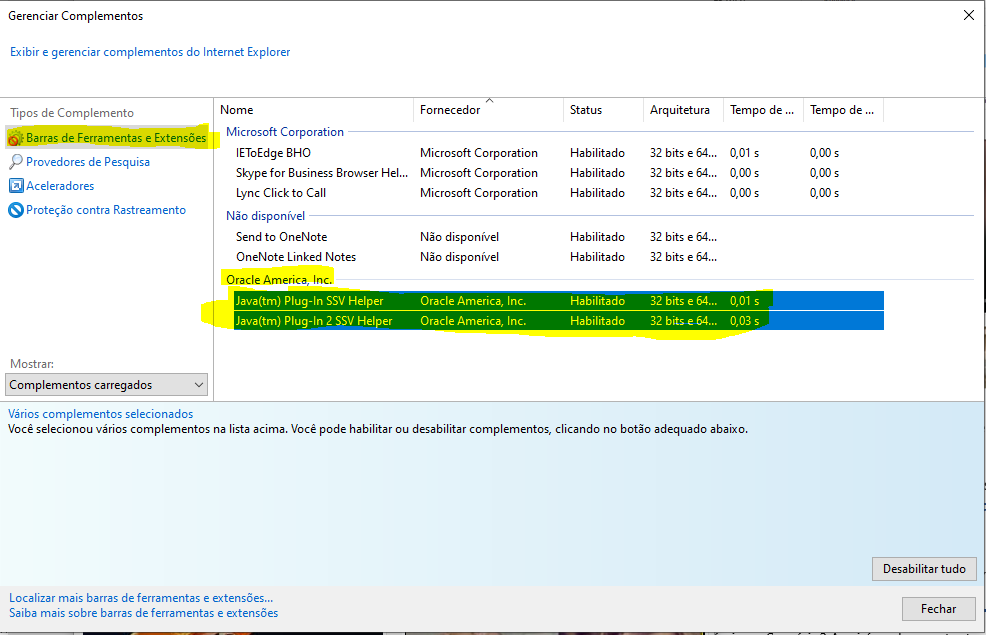 Gerenciar Complementos
Exibir e gerenciar complementos do Internet Explorer
Tipos de Complemento
Barras de Ferramentas e Extensões
Provedores de Pesquisa
Aceleradores
Proteção contra Rastreamento
Mostrar:
Complementos carregados
Nome Fornecedor Status Arquitetura Tempo de ... Tempo de ...
Microsoft Corporation
IEToEdge BHO Microsoft Corporation Habilitado 32 bits e 64... 0,01 s 0,00 s
Skype for Business Browser Hel... Microsoft Corporation Habilitado 32 bits e 64... 0,00 s 0,00 s
Lync Click to Call Microsoft Corporation Habilitado 32 bits e 64... 0,00 s 0,00 s
Não disponível
Send to OneNote Não disponível Habilitado 32 bits e 64...
OneNote Linked Notes Não disponível Habilitado 32 bits e 64...
Oracle America, Inc.
Java(tm) Plug-In SSV Helper Oracle America, Inc. Habilitado 32 bits e 64... 0,01 s
Java(tm) Plug-In 2 SSV Helper Oracle America, Inc. Habilitado 32 bits e 64... 0,03 s
Vários complementos selecionados
Você selecionou vários complementos na lista acima. Você pode habilitar ou desabilitar complementos, clicando no botão adequado abaixo.
Desabilitar tudo
Localizar mais barras de ferramentas e extensões...
Saiba mais sobre barras de ferramentas e extensões
Fechar